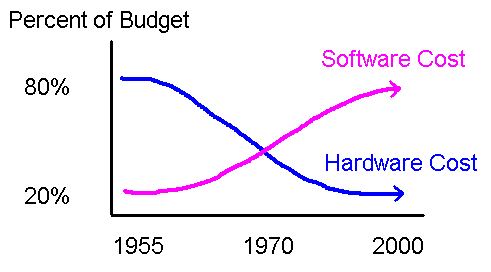 Percent of Budget
Software Cost
80%
Hardware Cost
20%
1955 1970 2000